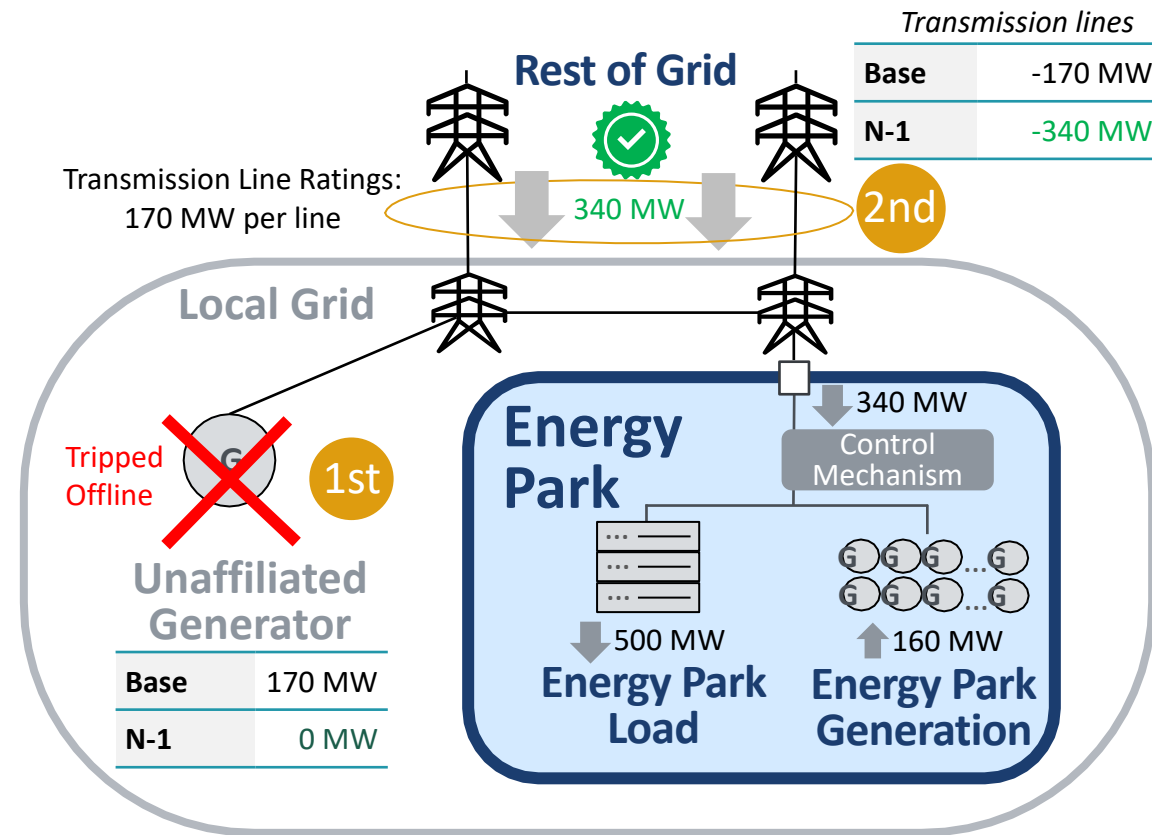 Transmission lines
Base -170 MW
N-1 -340 MW
Rest of Grid
Transmission Line Ratings:
170 MW per line
340 MW
2nd
Local Grid
Energy
Park
340 MW
Control
Mechanism
G
Tripped
Offline
1st
Unaffiliated
Generator
Base 170 MW
N-1 0 MW
... 
...
...
G G G ... G
G G G ... G
500 MW
Energy Park
Load
160 MW
Energy Park
Generation